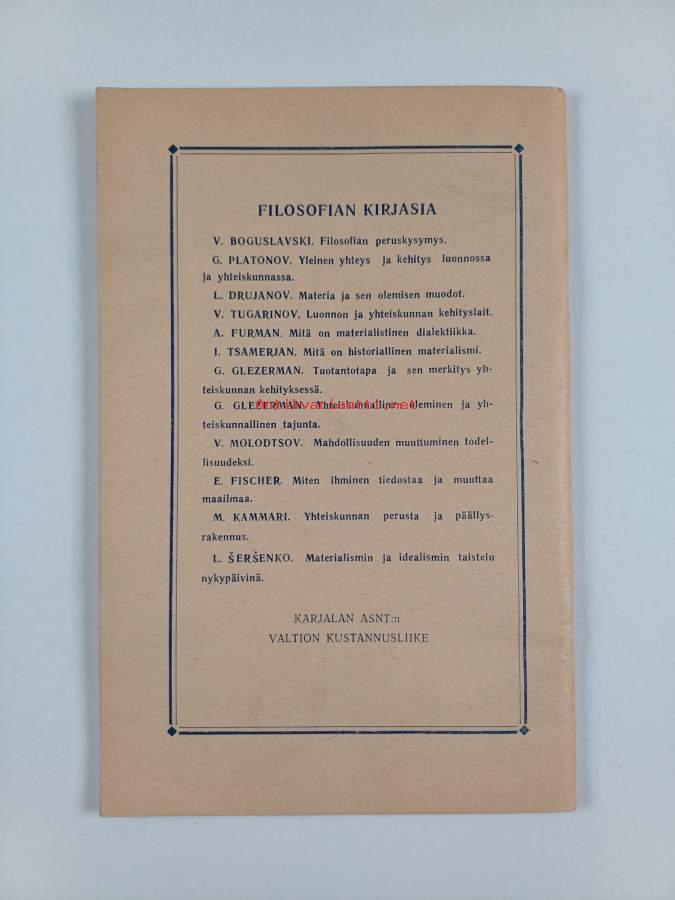 FILOSOFIAN KIRJASIA
V. BOGUSLAVSKI. Filosofian peruskysymys.
G. PLATONOV. Yleinen yhteys ja kehitys luonnossa
ja yhteiskunnassa.
L. DRUJANOV. Materia ja sen olemisen muodot.
V. TUGARINOV. Luonnon ja yhteiskunnan kehityslait.
A. FURMAN. Mitä on materialistinen dialektiikka.
I. TSAMERJAN. Mitä on historiallinen materialismi.
G. GLEZERMAN. Tuotantotapa ja sen merkitys yh-
teiskunnan kehityksessä.
G. GLEZERMAN. Yhteiskunnallinen oleminen ja yh-
teiskunnallinen tajunta.
V. MOLODTSOV. Mahdollisuuden muuttuminen todel-
lisuudeksi.
E. FISCHER. Miten ihminen tiedostaa ja muuttaa
maailmaa.
M. KAMMARI. Yhteiskunnan perusta ja päällys-
rakennus.
L. ŠERŠENKO. Materialismin ja idealismin taistelu
nykypäivinä.
KARJALAN ASNT:n
VALTION KUSTANNUSLIIKE